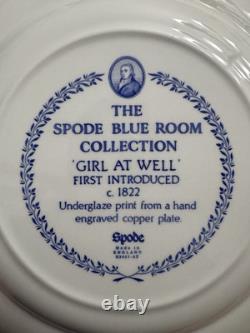 THE
SPODE BLUE ROOM
COLLECTION
'GIRL AT WELL'
FIRST INTRODUCED
c. 1822
Underglaze print from a hand
engraved copper plate.
Spode
MADE IN
ENGLAND